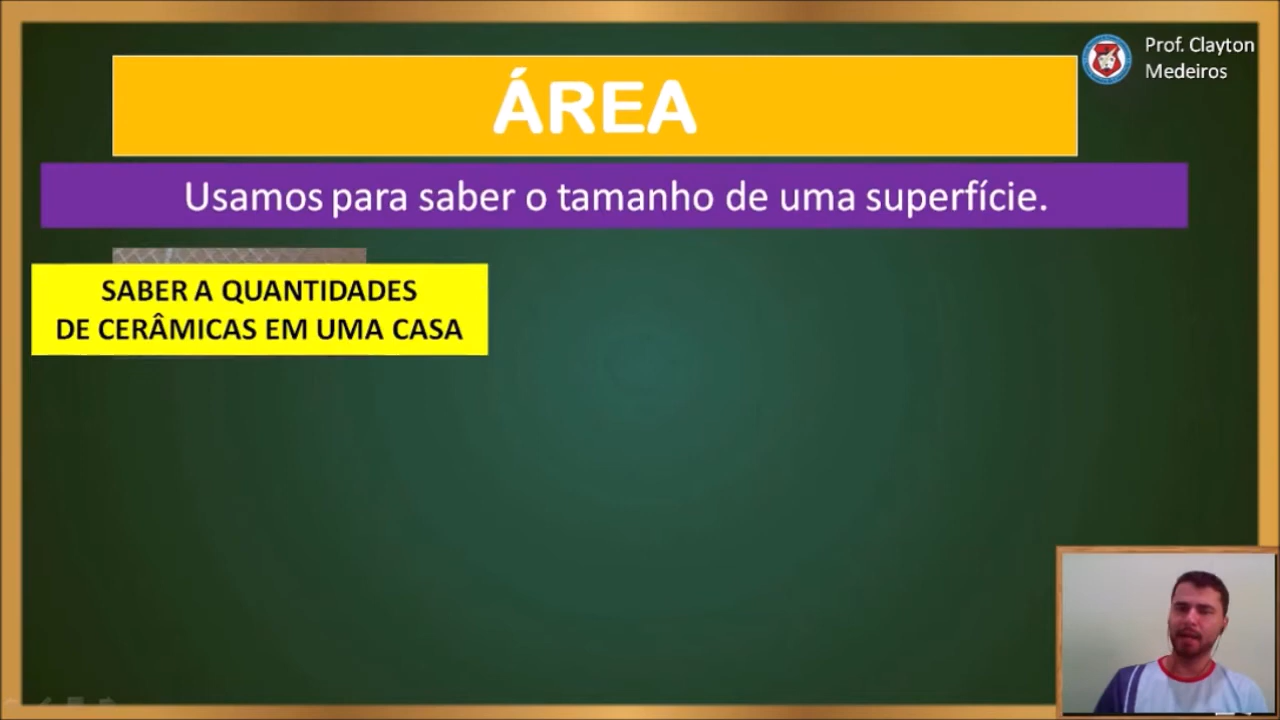 ÁREA
Prof. Clayton
Medeiros
Usamos para saber o tamanho de uma superfície.
SABER A QUANTIDADES
DE CERÂMICAS EM UMA CASA